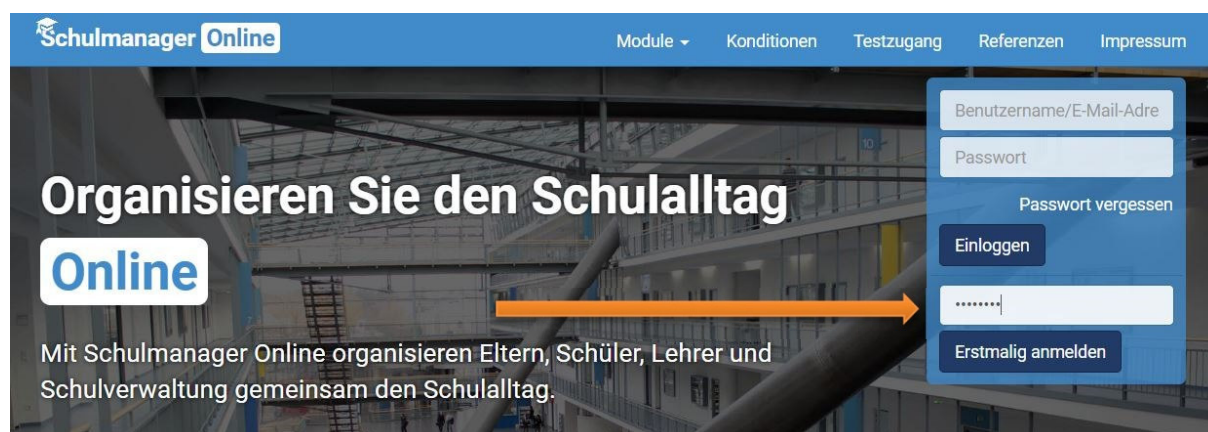 Schulmanager Online
Module Konditionen Testzugang Referenzen Impressum
Organisieren Sie den Schulalltag
Online
Mit Schulmanager Online organisieren Eltern, Schüler, Lehrer und
Schulverwaltung gemeinsam den Schulalltag.
Benutzername/E-Mail-Adre
Passwort
Passwort vergessen
Einloggen
••••••••
Erstmalig anmelden
10